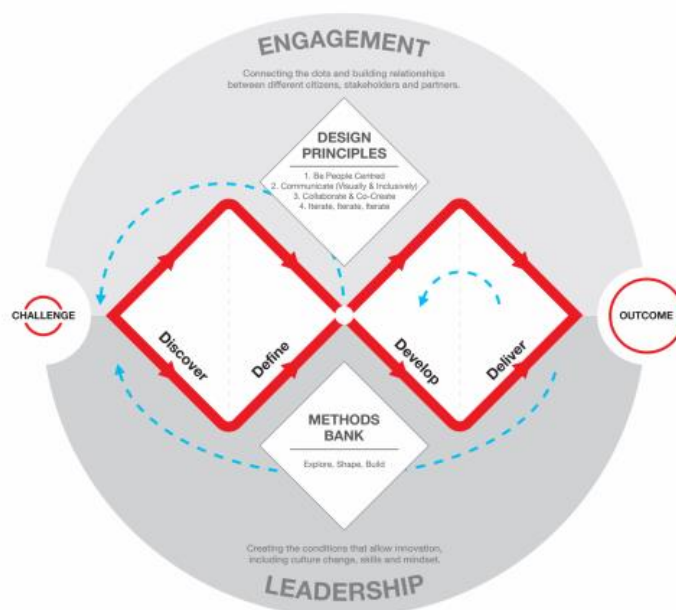 ENGAGEMENT
Connecting the dots and building relationships
between different citizens, stakeholders and partners.
DESIGN
PRINCIPLES
1. Be People Centred
2. Communicate (Visually & Inclusively)
3. Collaborate & Co-Create
4. Iterate, Iterate, Iterate
CHALLENGE
OUTCOME
Discover
Define
Develop
Deliver
METHODS
BANK
Explore, Shape, Build
Creating the conditions that allow innovation,
including culture change, skills and mindset.
LEADERSHIP